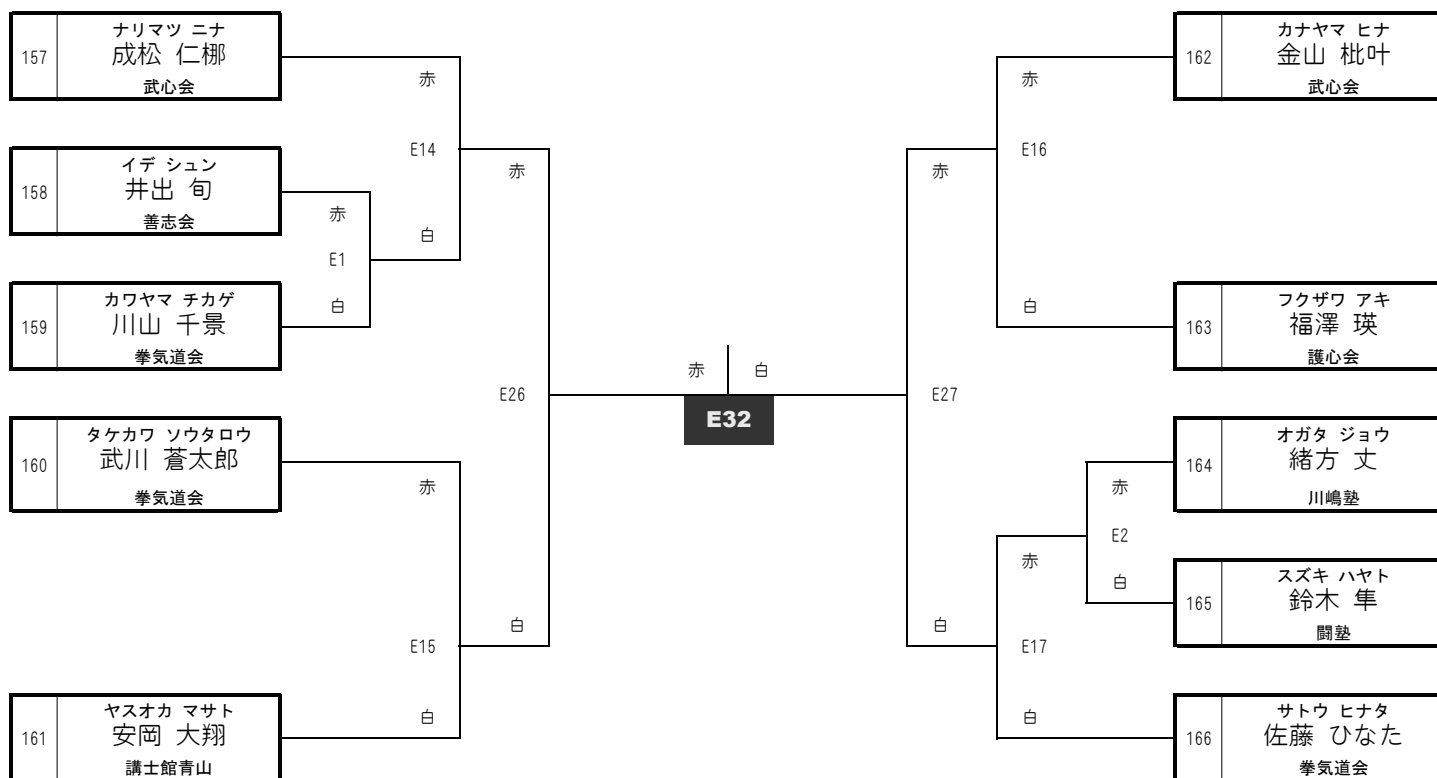 157
ナリマツ ニナ
成松 仁梛
武心会
158
イデ シュン
井出 旬
善志会
159
カワヤマ チカゲ
川山 千景
拳気道会
160
タケカワ ソウタロウ
武川 蒼太郎
拳気道会
161
ヤスオカ マサト
安岡 大翔
講士館青山
赤
E1
白
赤
E14
白
赤
E15
白
赤
E26
白
赤
白
E32
赤
E27
白
赤
E16
白
赤
E17
白
赤
E2
白
162
カナヤマ ヒナ
金山 枇叶
武心会
163
フクザワ アキ
福澤 瑛
護心会
164
オガタ ジョウ
緒方 丈
川嶋塾
165
スズキ ハヤト
鈴木 隼
闘塾
166
サトウ ヒナタ
佐藤 ひなた
拳気道会